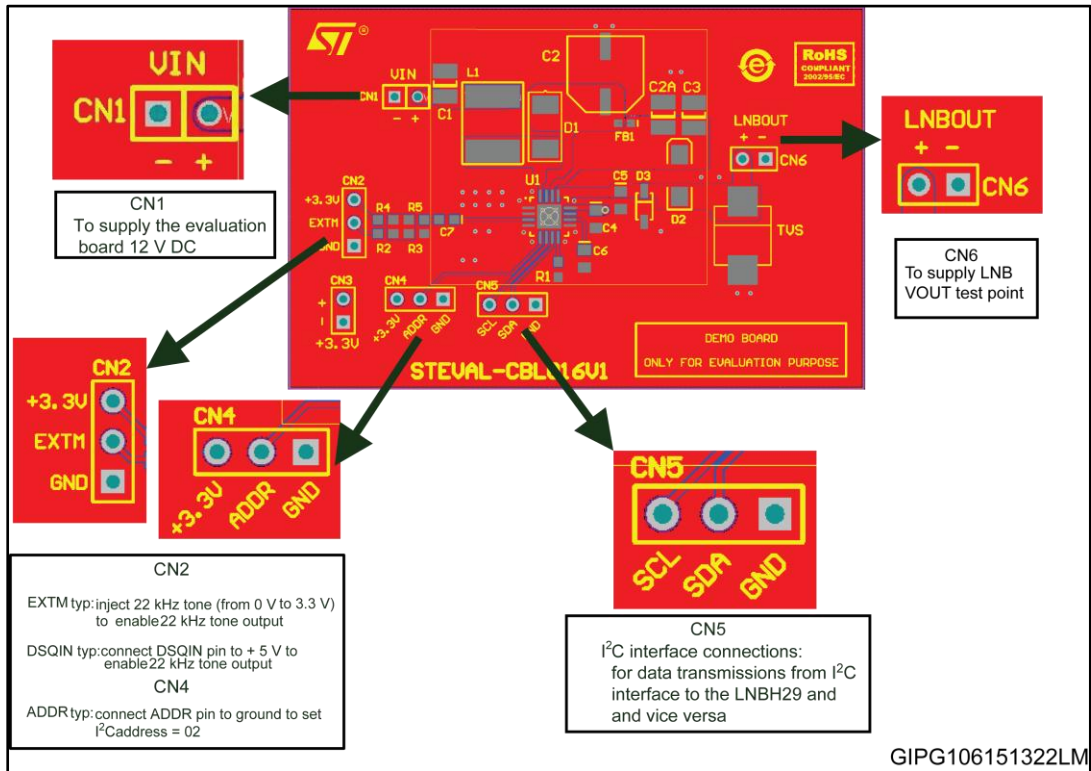 VIN
CN1
- +
CN1
To supply the evaluation
board 12 V DC
ST ®
VIN
CN1
- +
C1
L1
C2
D1
C2A C3
FB1
RoHS
COMPLIANT
2002/95/EC
LNBOUT
+ -
CN6
CN2
+3.3V
EXTM
GND
R4 R5
R2 R3
C7
U1
C5 D3
C4
C6
R1
D2
TVS
CN3
+
-
+3.3V
CN4
+3.3V ADDR GND
CN5
SCL SDA GND
DEMO BOARD
ONLY FOR EVALUATION PURPOSE
STEVAL-CBL016V1
LNBOUT
+ -
CN6
CN6
To supply LNB
VOUT test point
CN2
+3.3V
EXTM
GND
CN4
+3.3V ADDR GND
CN5
SCL SDA GND
CN2
EXTM typ: inject 22 kHz tone (from 0 V to 3.3 V)
to enable 22 kHz tone output
DSQIN typ: connect DSQIN pin to + 5 V to
enable 22 kHz tone output
CN4
ADDR typ: connect ADDR pin to ground to set
I²Caddress = 02
CN5
I²C interface connections:
for data transmissions from I²C
interface to the LNBH29 and
and vice versa
GIPG106151322LM